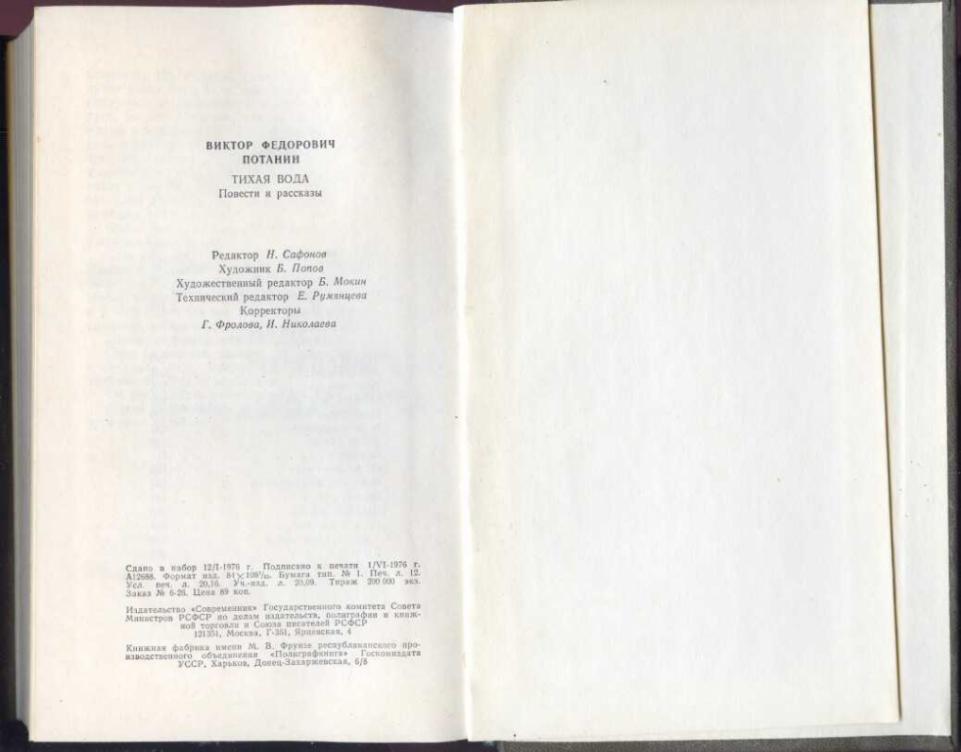 ВИКТОР ФЕДОРОВИЧ
ПОТАНИН
ТИХАЯ ВОДА
Повести и рассказы
Редактор Н. Сафонов
Художник Б. Попов
Художественный редактор Б. Мокин
Технический редактор Е. Румянцева
Корректоры
Г. Фролова, И. Николаева
Сдано в набор 12/I-1976 г. Подписано к печати 1/VI-1976 г.
А12688. Формат изд. 84×108¹/₃₂. Бумага тип. № 1. Печ. л. 12.
Усл. печ. л. 20,16. Уч.-изд. л. 20,09. Тираж 200 000 экз.
Заказ № 6-26. Цена 89 коп.
Издательство «Современник» Государственного комитета Совета
Министров РСФСР по делам издательств, полиграфии и книж-
ной торговли и Союза писателей РСФСР
121351, Москва, Г-351, Ярцевская, 4
Книжная фабрика имени М. В. Фрунзе республиканского про-
изводственного объединения «Полиграфкнига» Госкомиздата
УССР, Харьков, Донец-Захаржевская, 6/8